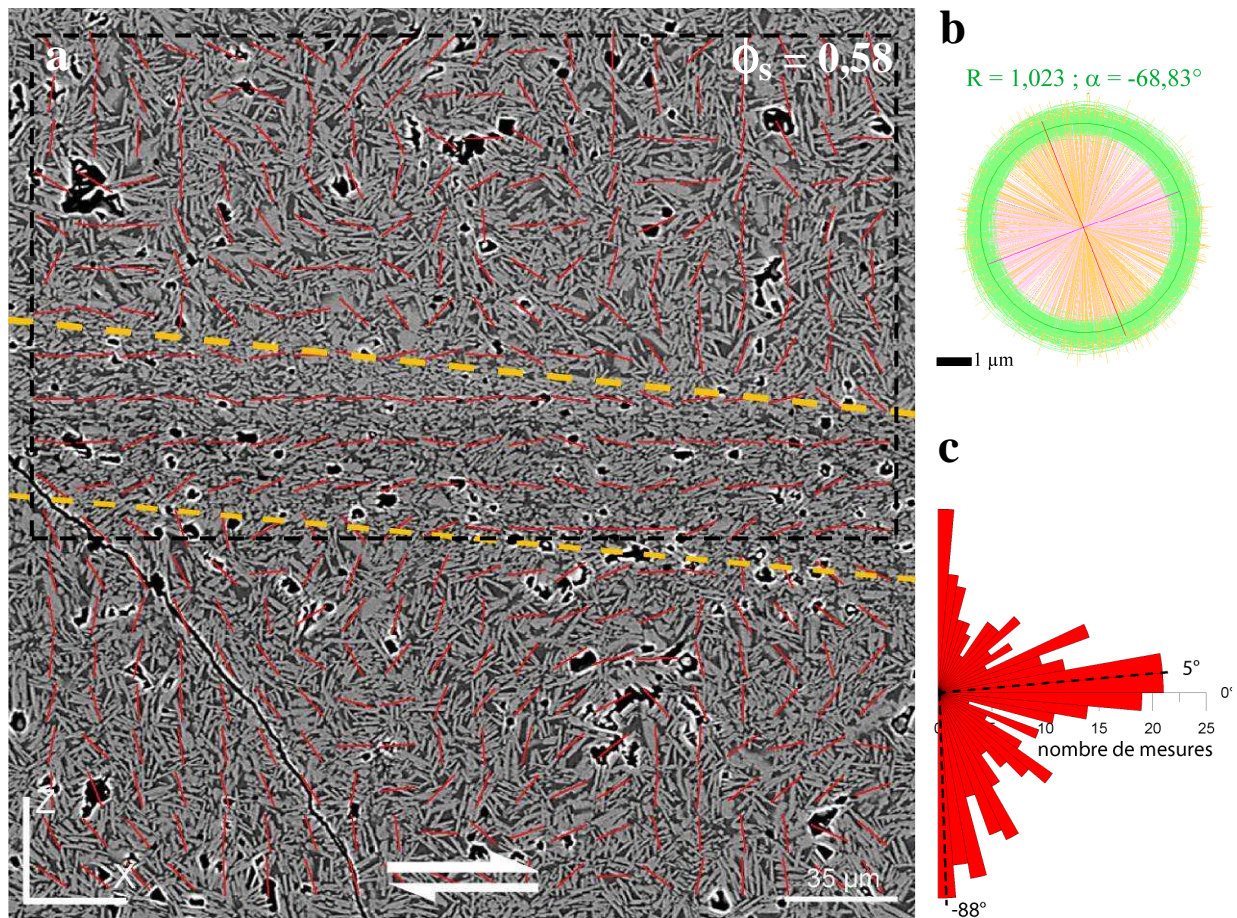 a
ϕs = 0,58
Z
X
35 µm
b
R = 1,023 ; α = -68,83°
1 µm
c
5°
0°
0 5 10 15 20 25
nombre de mesures
-88°